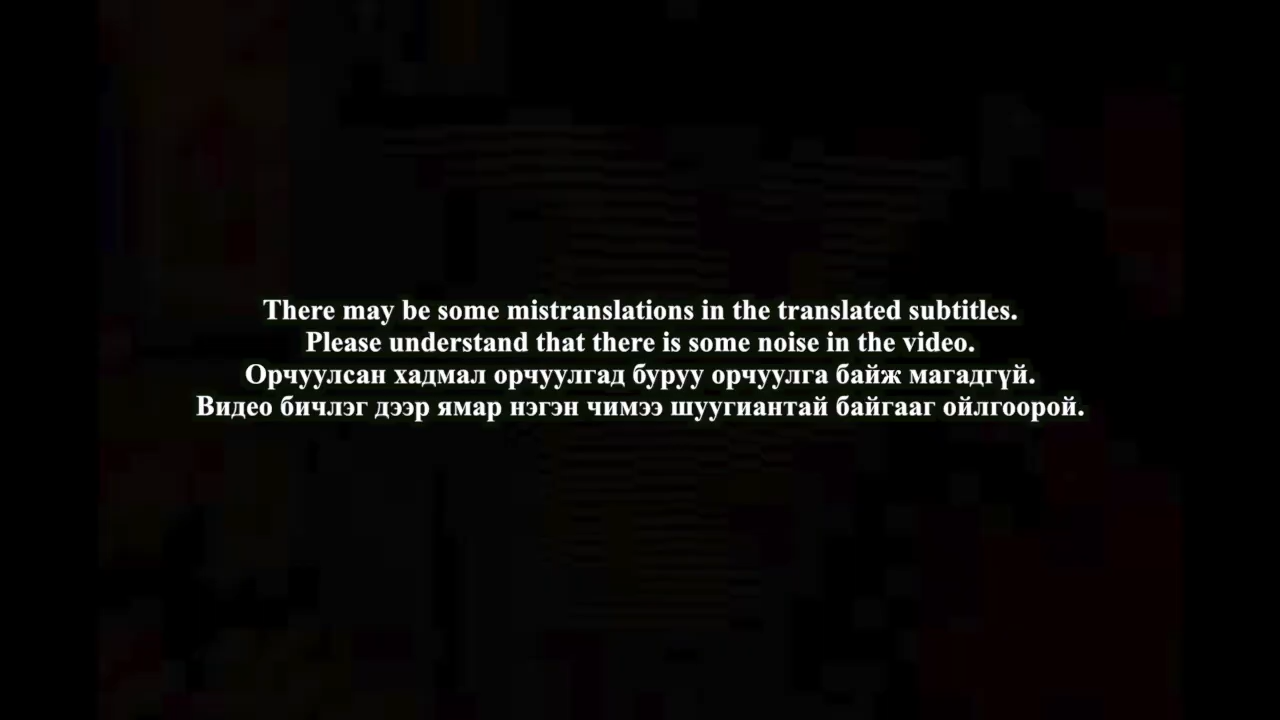 There may be some mistranslations in the translated subtitles.
Please understand that there is some noise in the video.
Орчуулсан хадмал орчуулгад буруу орчуулга байж магадгүй.
Видео бичлэг дээр ямар нэгэн чимээ шуугиантай байгааг ойлгоорой.